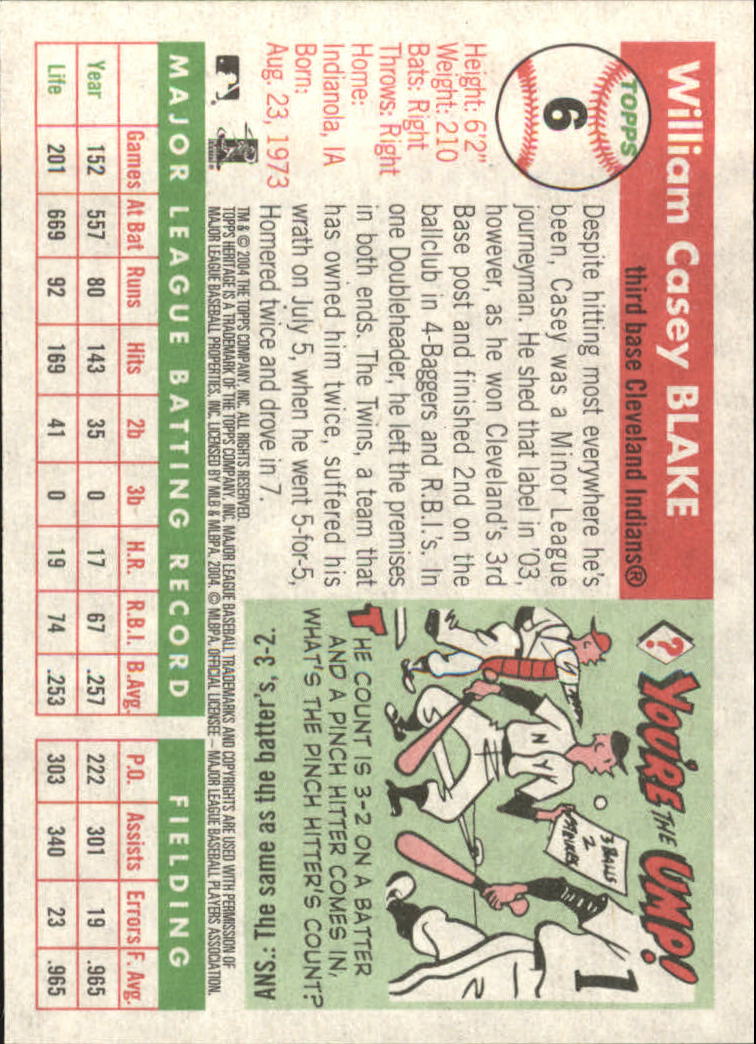 William Casey BLAKE
third base Cleveland Indians®
TOPPS
6
Height: 6'2"
Weight: 210
Bats: Right
Throws: Right
Home:
Indianola, IA
Born:
Aug. 23, 1973
Despite hitting most everywhere he's
been, Casey was a Minor League
journeyman. He shed that label in '03,
however, as he won Cleveland's 3rd
Base post and finished 2nd on the
ballclub in 4-Baggers and R.B.I.'s. In
one Doubleheader, he left the premises
in both ends. The Twins, a team that
has owned him twice, suffered his
wrath on July 5, when he went 5-for-5,
Homered twice and drove in 7.
?
YOU'RE THE UMP!
3 BALLS
2
STRIKES
N Y
1
THE COUNT IS 3-2 ON A BATTER
AND A PINCH HITTER COMES IN,
WHAT'S THE PINCH HITTER'S COUNT?
ANS.: The same as the batter's, 3-2.
TM & © 2004 THE TOPPS COMPANY, INC. ALL RIGHTS RESERVED.
TOPPS HERITAGE IS A TRADEMARK OF THE TOPPS COMPANY, INC. MAJOR LEAGUE BASEBALL TRADEMARKS AND COPYRIGHTS ARE USED WITH PERMISSION OF
MAJOR LEAGUE BASEBALL PROPERTIES, INC. LICENSED BY MLB & MLBPA, 2004. © MLBPA. OFFICIAL LICENSEE – MAJOR LEAGUE BASEBALL PLAYERS ASSOCIATION.
MAJOR LEAGUE BATTING RECORD FIELDING
Games At Bat Runs Hits 2b 3b H.R. R.B.I. B.Avg. P.O. Assists Errors F. Avg.
Year 152 557 80 143 35 0 17 67 .257 222 301 19 .965
Life 201 669 92 169 41 0 19 74 .253 303 340 23 .965